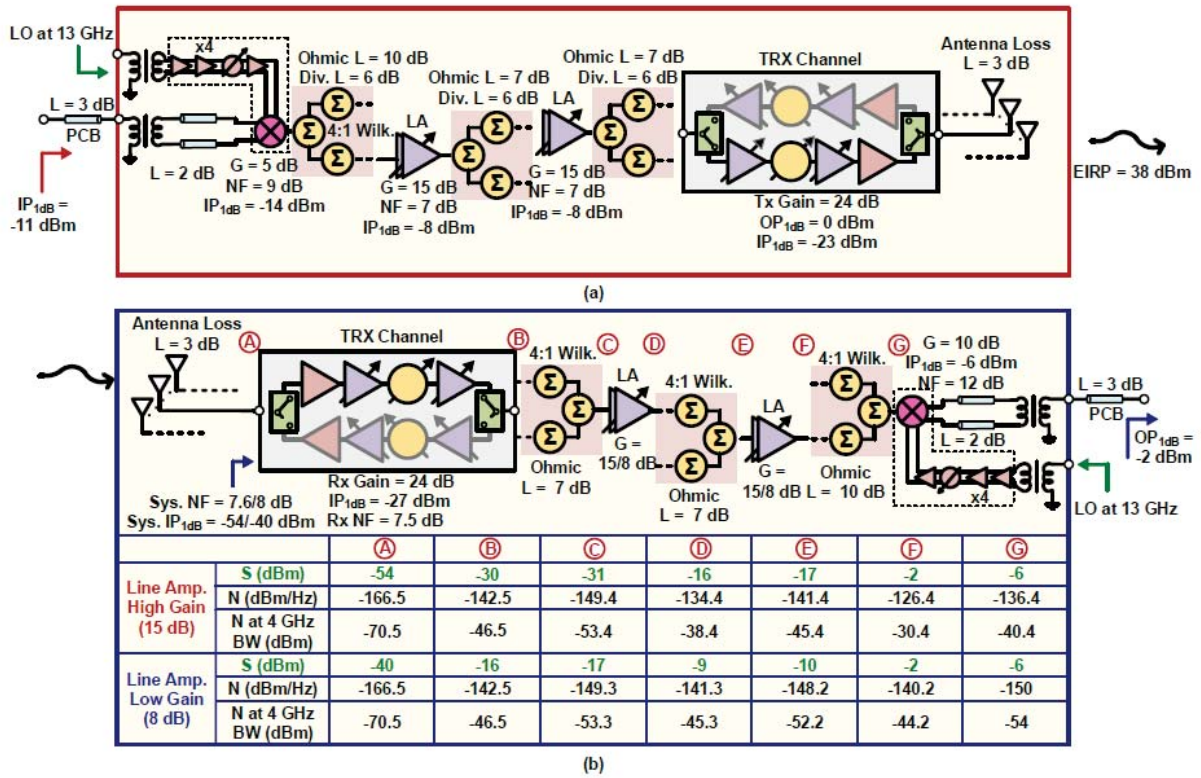 LO at 13 GHz
x4
L = 3 dB
PCB
IP1dB =
-11 dBm
L = 2 dB
G = 5 dB
NF = 9 dB
IP1dB = -14 dBm
Ohmic L = 10 dB
Div. L = 6 dB
Σ
Σ
Σ
4:1 Wilk.
LA
G = 15 dB
NF = 7 dB
IP1dB = -8 dBm
Ohmic L = 7 dB
Div. L = 6 dB
Σ
Σ
Σ
LA
G = 15 dB
NF = 7 dB
IP1dB = -8 dBm
Ohmic L = 7 dB
Div. L = 6 dB
Σ
Σ
Σ
TRX Channel
Tx Gain = 24 dB
OP1dB = 0 dBm
IP1dB = -23 dBm
Antenna Loss
L = 3 dB
EIRP = 38 dBm
(a)
Antenna Loss
L = 3 dB
A
TRX Channel
B
Sys. NF = 7.6/8 dB
Sys. IP1dB = -54/-40 dBm
Rx Gain = 24 dB
IP1dB = -27 dBm
Rx NF = 7.5 dB
4:1 Wilk.
Σ
Σ
Σ
Ohmic
L = 7 dB
C
LA
G =
15/8 dB
D
4:1 Wilk.
Σ
Σ
Σ
Ohmic
L = 7 dB
E
LA
G =
15/8 dB
F
4:1 Wilk.
Σ
Σ
Σ
Ohmic
L = 10 dB
G
G = 10 dB
IP1dB = -6 dBm
NF = 12 dB
L = 2 dB
x4
L = 3 dB
PCB
OP1dB =
-2 dBm
LO at 13 GHz
A B C D E F G
Line Amp.
High Gain
(15 dB)
S (dBm) -54 -30 -31 -16 -17 -2 -6
N (dBm/Hz) -166.5 -142.5 -149.4 -134.4 -141.4 -126.4 -136.4
N at 4 GHz
BW (dBm) -70.5 -46.5 -53.4 -38.4 -45.4 -30.4 -40.4
Line Amp.
Low Gain
(8 dB)
S (dBm) -40 -16 -17 -9 -10 -2 -6
N (dBm/Hz) -166.5 -142.5 -149.3 -141.3 -148.2 -140.2 -150
N at 4 GHz
BW (dBm) -70.5 -46.5 -53.3 -45.3 -52.2 -44.2 -54
(b)